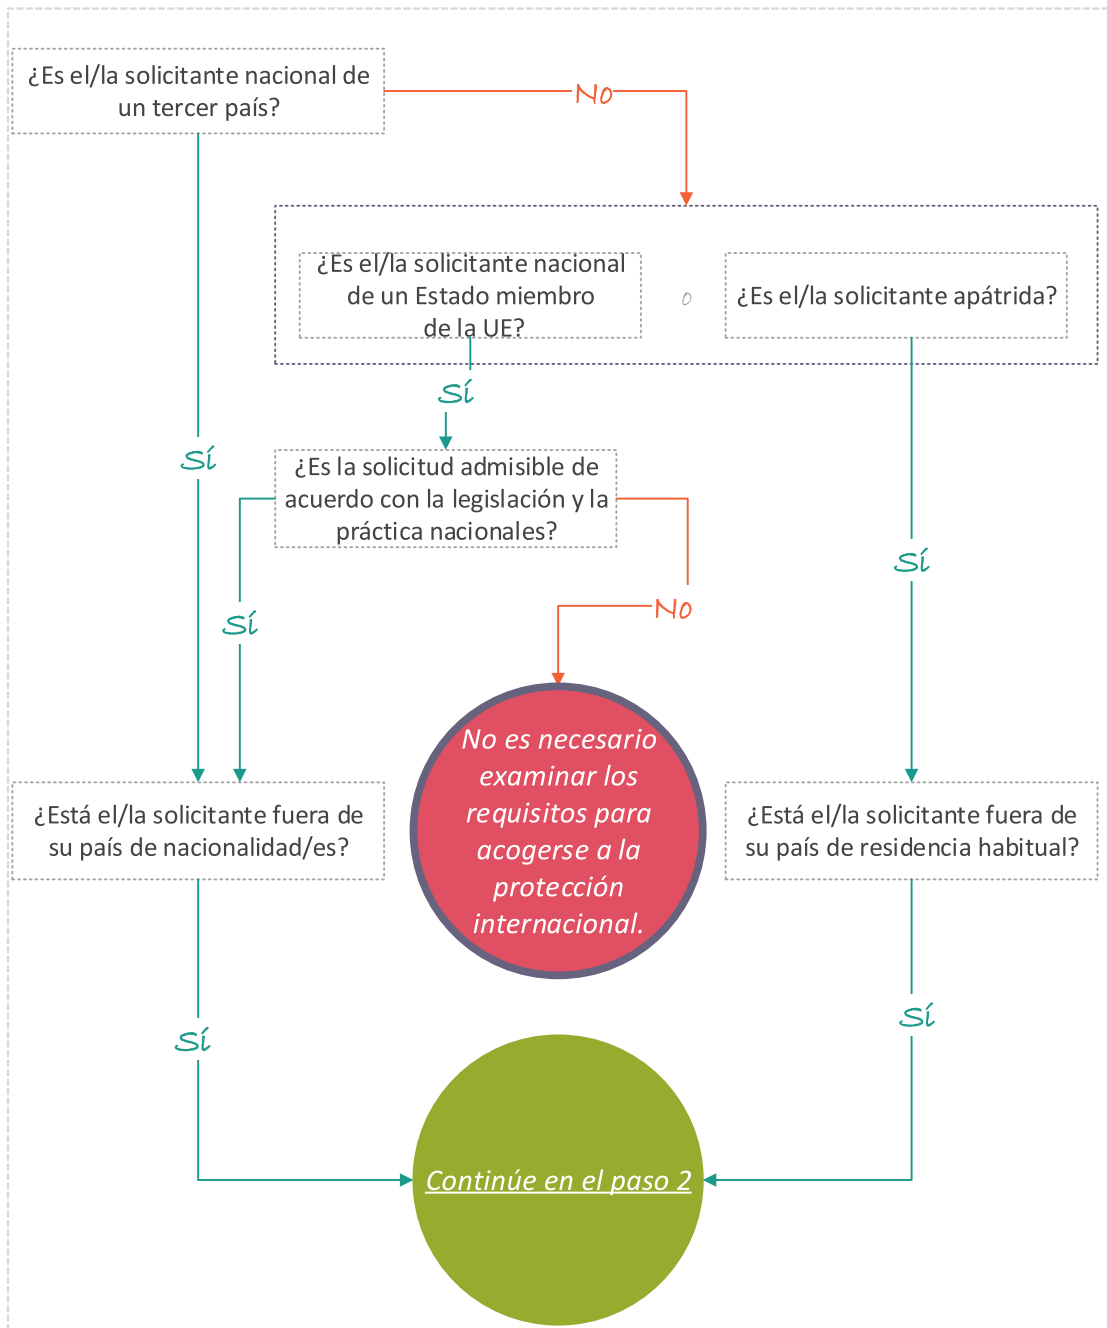 ¿Es el/la solicitante nacional de
un tercer país?
No
¿Es el/la solicitante nacional
de un Estado miembro
de la UE?
o
¿Es el/la solicitante apátrida?
Sí
Sí
¿Es la solicitud admisible de
acuerdo con la legislación y la
práctica nacionales?
Sí
No
Sí
No es necesario
examinar los
requisitos para
acogerse a la
protección
internacional.
¿Está el/la solicitante fuera de
su país de nacionalidad/es?
¿Está el/la solicitante fuera de
su país de residencia habitual?
Sí
Sí
Continúe en el paso 2